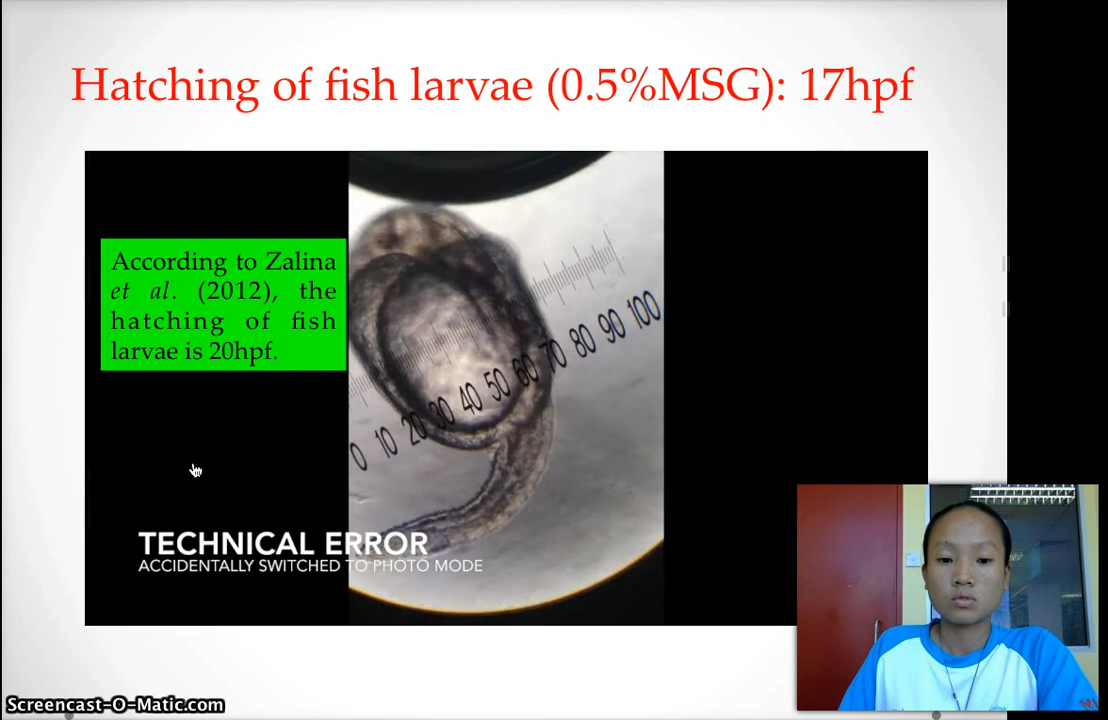 Hatching of fish larvae (0.5%MSG): 17hpf
According to Zalina
et al. (2012), the
hatching of fish
larvae is 20hpf.
0 10 20 30 40 50 60 70 80 90 100
TECHNICAL ERROR
ACCIDENTALLY SWITCHED TO PHOTO MODE
Screencast-O-Matic.com